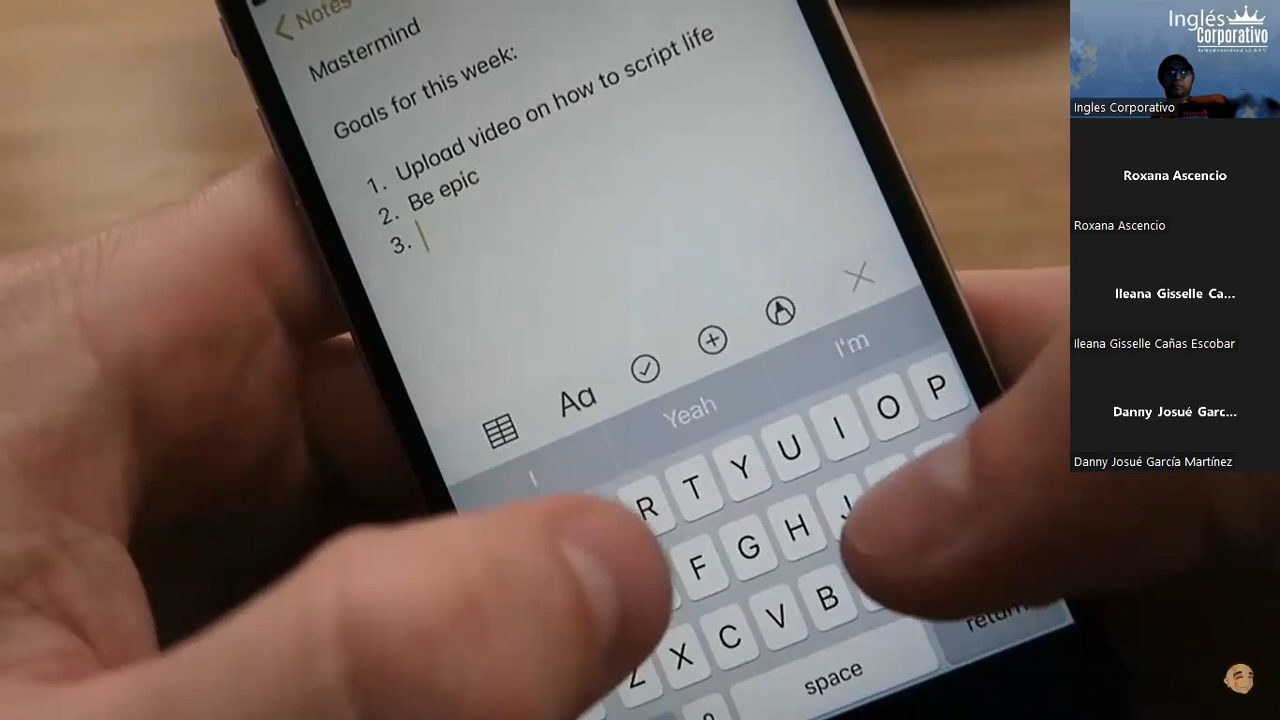 Notes
Mastermind
Goals for this week:
1. Upload video on how to script life
2. Be epic
3.
Aa
I
Yeah
I'm
R T Y U I O P
F G H J
Z X C V B
space
return
Inglés
Corporativo
Ingles Corporativo
Roxana Ascencio
Roxana Ascencio
Ileana Gisselle Ca...
Ileana Gisselle Cañas Escobar
Danny Josué Garc...
Danny Josué García Martínez